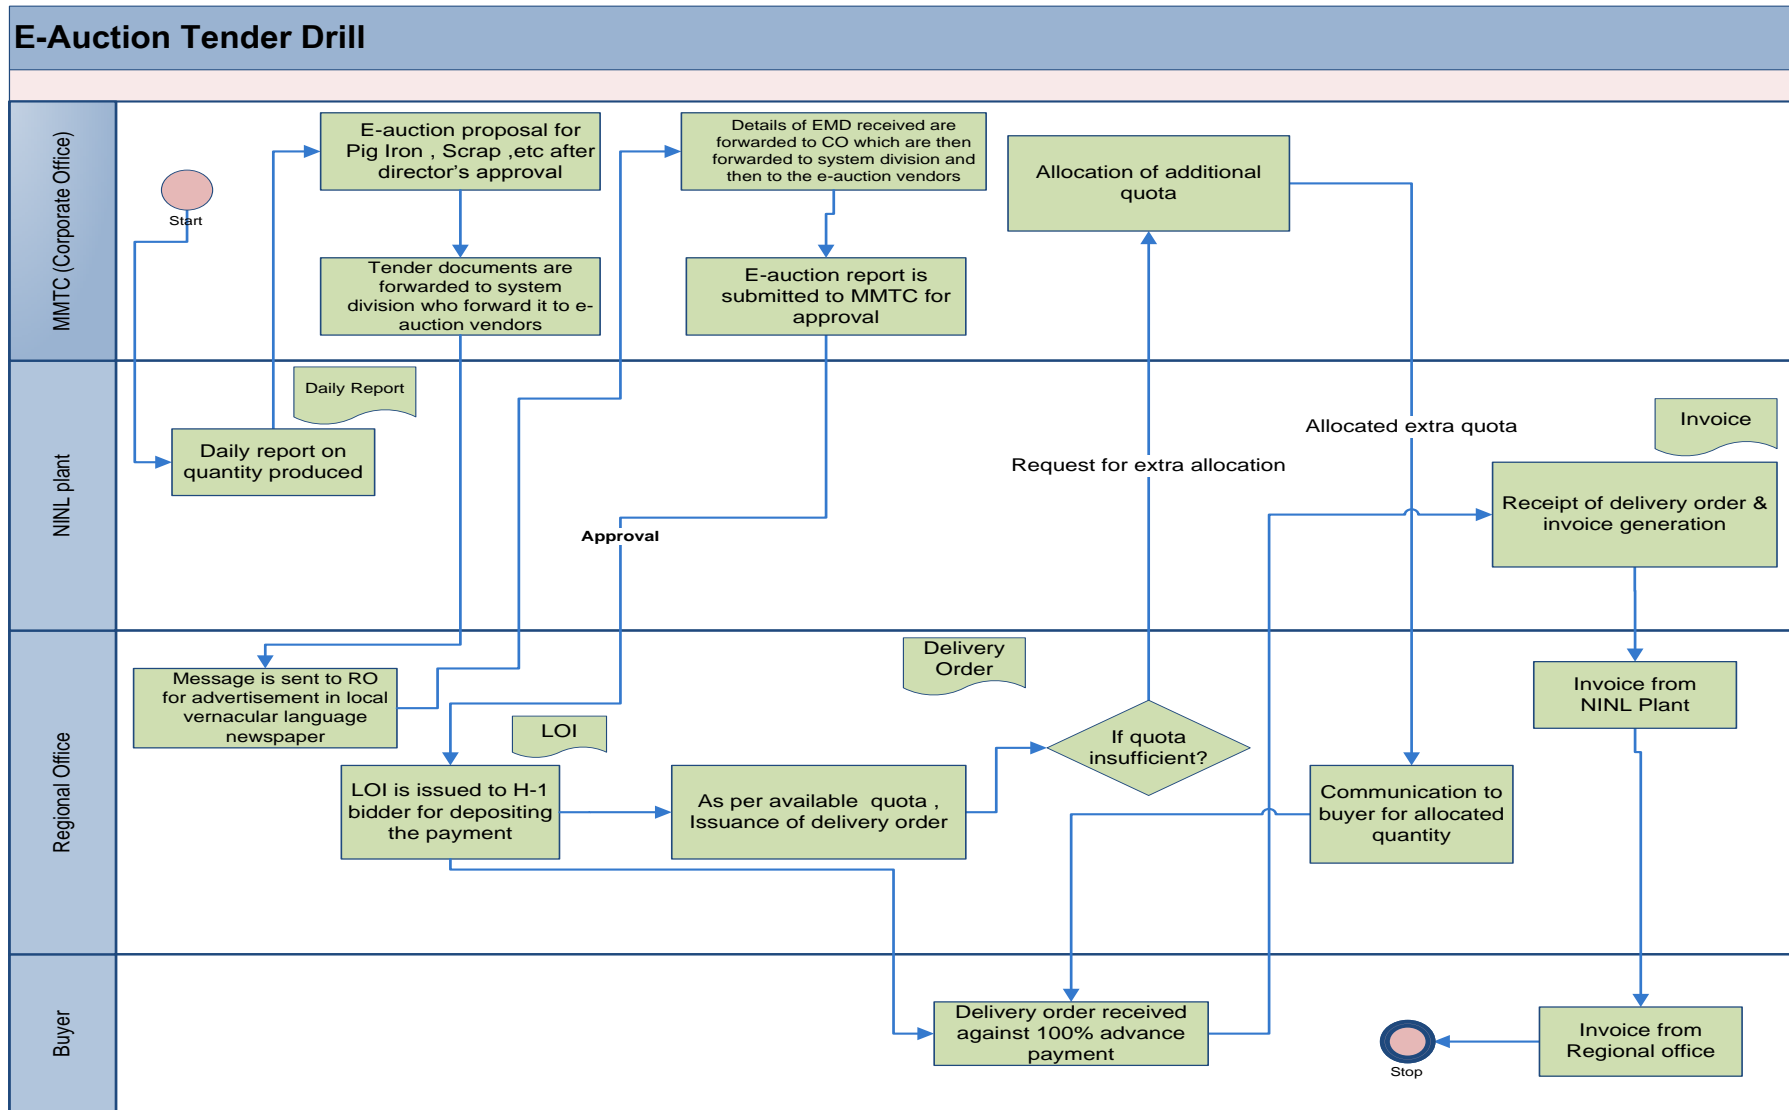 E-Auction Tender Drill
MMTC (Corporate Office)
Start
E-auction proposal for
Pig Iron , Scrap ,etc after
director's approval
Tender documents are
forwarded to system
division who forward it to e-
auction vendors
Details of EMD received are
forwarded to CO which are then
forwarded to system division and
then to the e-auction vendors
E-auction report is
submitted to MMTC for
approval
Allocation of additional
quota
NINL plant
Daily Report
Daily report on
quantity produced
Approval
Request for extra allocation
Allocated extra quota
Invoice
Receipt of delivery order &
invoice generation
Regional Office
Message is sent to RO
for advertisement in local
vernacular language
newspaper
LOI
LOI is issued to H-1
bidder for depositing
the payment
As per available quota ,
Issuance of delivery order
Delivery
Order
If quota
insufficient?
Communication to
buyer for allocated
quantity
Invoice from
NINL Plant
Buyer
Delivery order received
against 100% advance
payment
Stop
Invoice from
Regional office